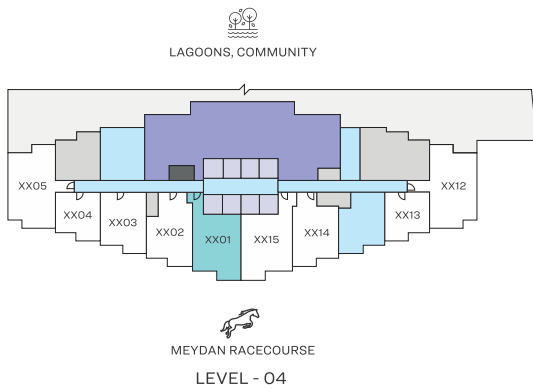 LAGOONS, COMMUNITY
XX05
XX12
XX04
XX03
XX02
XX01
XX15
XX14
XX13
MEYDAN RACECOURSE
LEVEL - 04